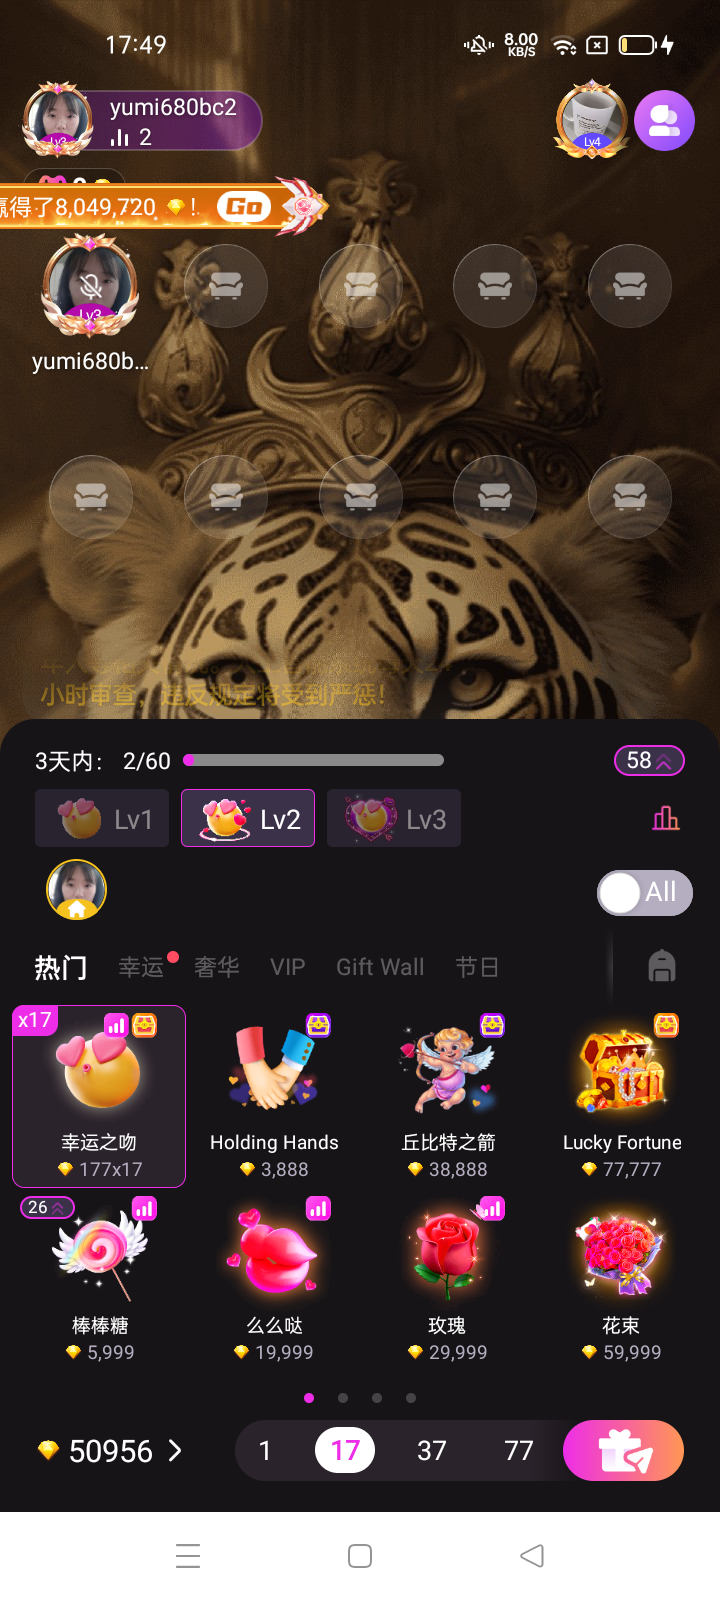 17:49
8.00
KB/S
yumi680bc2
2
Lv3
Lv4
赢得了8,049,720 !
Go
Lv3
yumi680b...
小时审查，违反规定将受到严惩!
3天内： 2/60
58
Lv1
Lv2
Lv3
All
热门
幸运
奢华
VIP
Gift Wall
节日
x17
幸运之吻
177x17
Holding Hands
3,888
丘比特之箭
38,888
Lucky Fortune
77,777
26
棒棒糖
5,999
么么哒
19,999
玫瑰
29,999
花束
59,999
50956
1
17
37
77